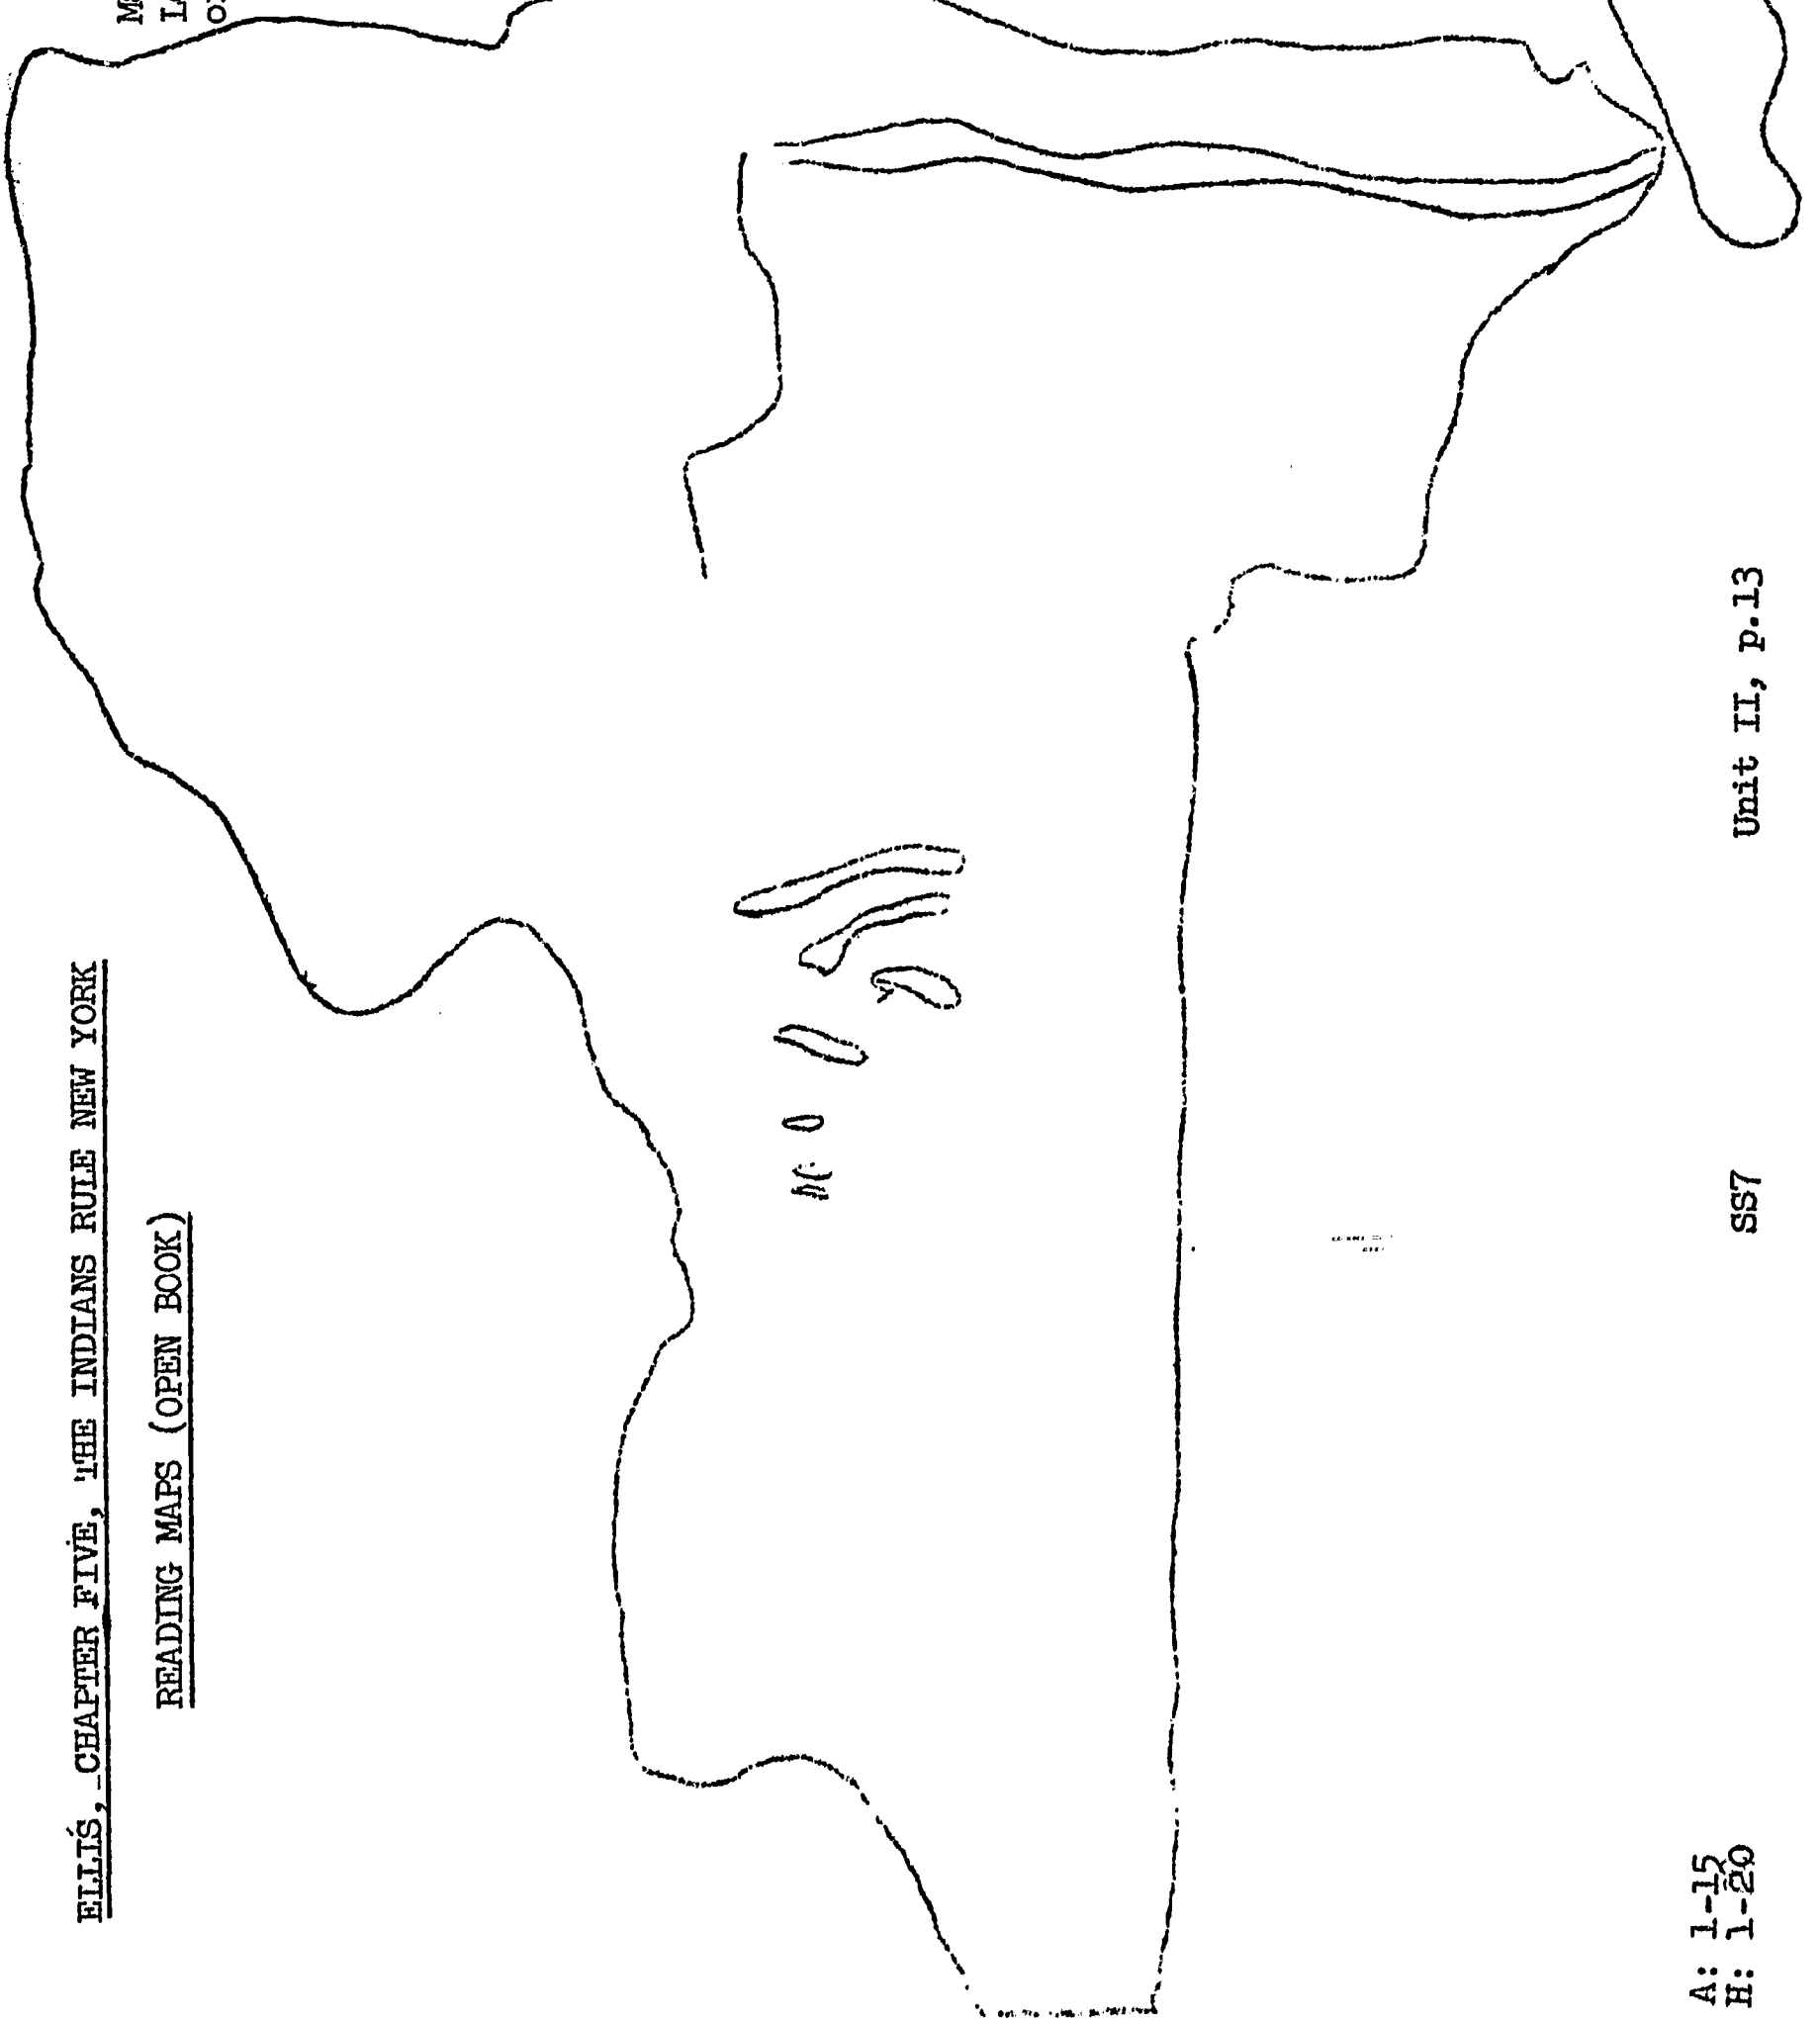 ELLIS, CHAPTER FIVE, THE INDIANS RULE NEW YORK
READING MAPS (OPEN BOOK)
A: 1-15
H: 1-20
SS7
Unit II, p.13